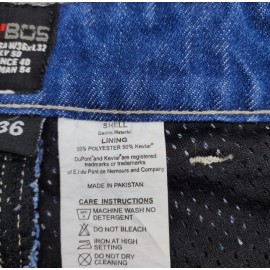 BOS
W36xL32
36
SHELL
LINING
50% POLYESTER 50% Kevlar®
DuPont® and Kevlar® are registered
trademarks or trademarks
of E.I du Pont de Nemours and Company
MADE IN PAKISTAN
CARE INSTRUCTIONS
MACHINE WASH NO
DETERGENT
DO NOT BLEACH
IRON AT HIGH
SETTING
DO NOT DRY
CLEAN